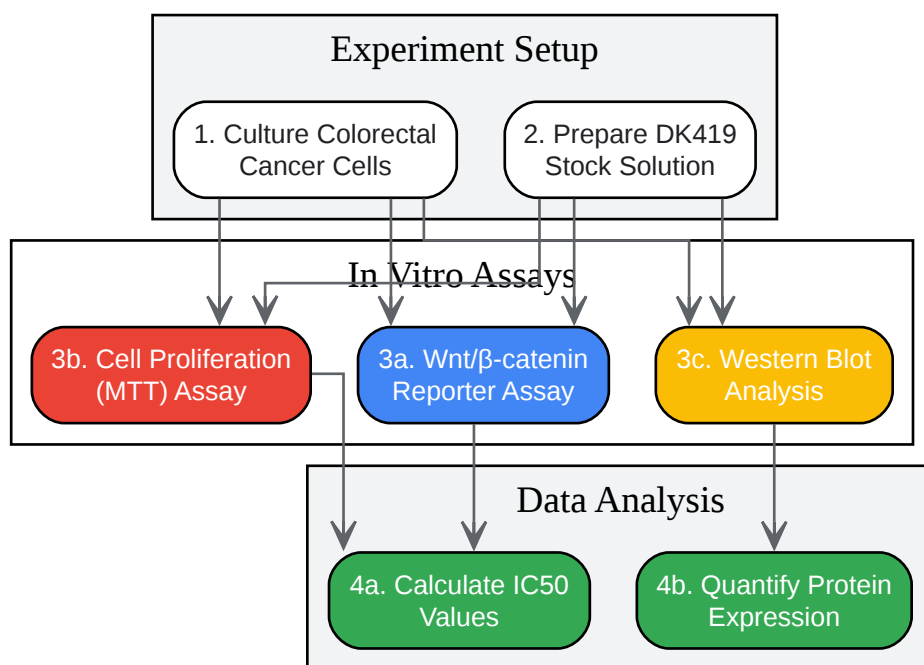 Experiment Setup
1. Culture Colorectal
Cancer Cells
2. Prepare DK419
Stock Solution
In Vitro Assays
3b. Cell Proliferation
(MTT) Assay
3a. Wnt/β-catenin
Reporter Assay
3c. Western Blot
Analysis
Data Analysis
4a. Calculate IC50
Values
4b. Quantify Protein
Expression